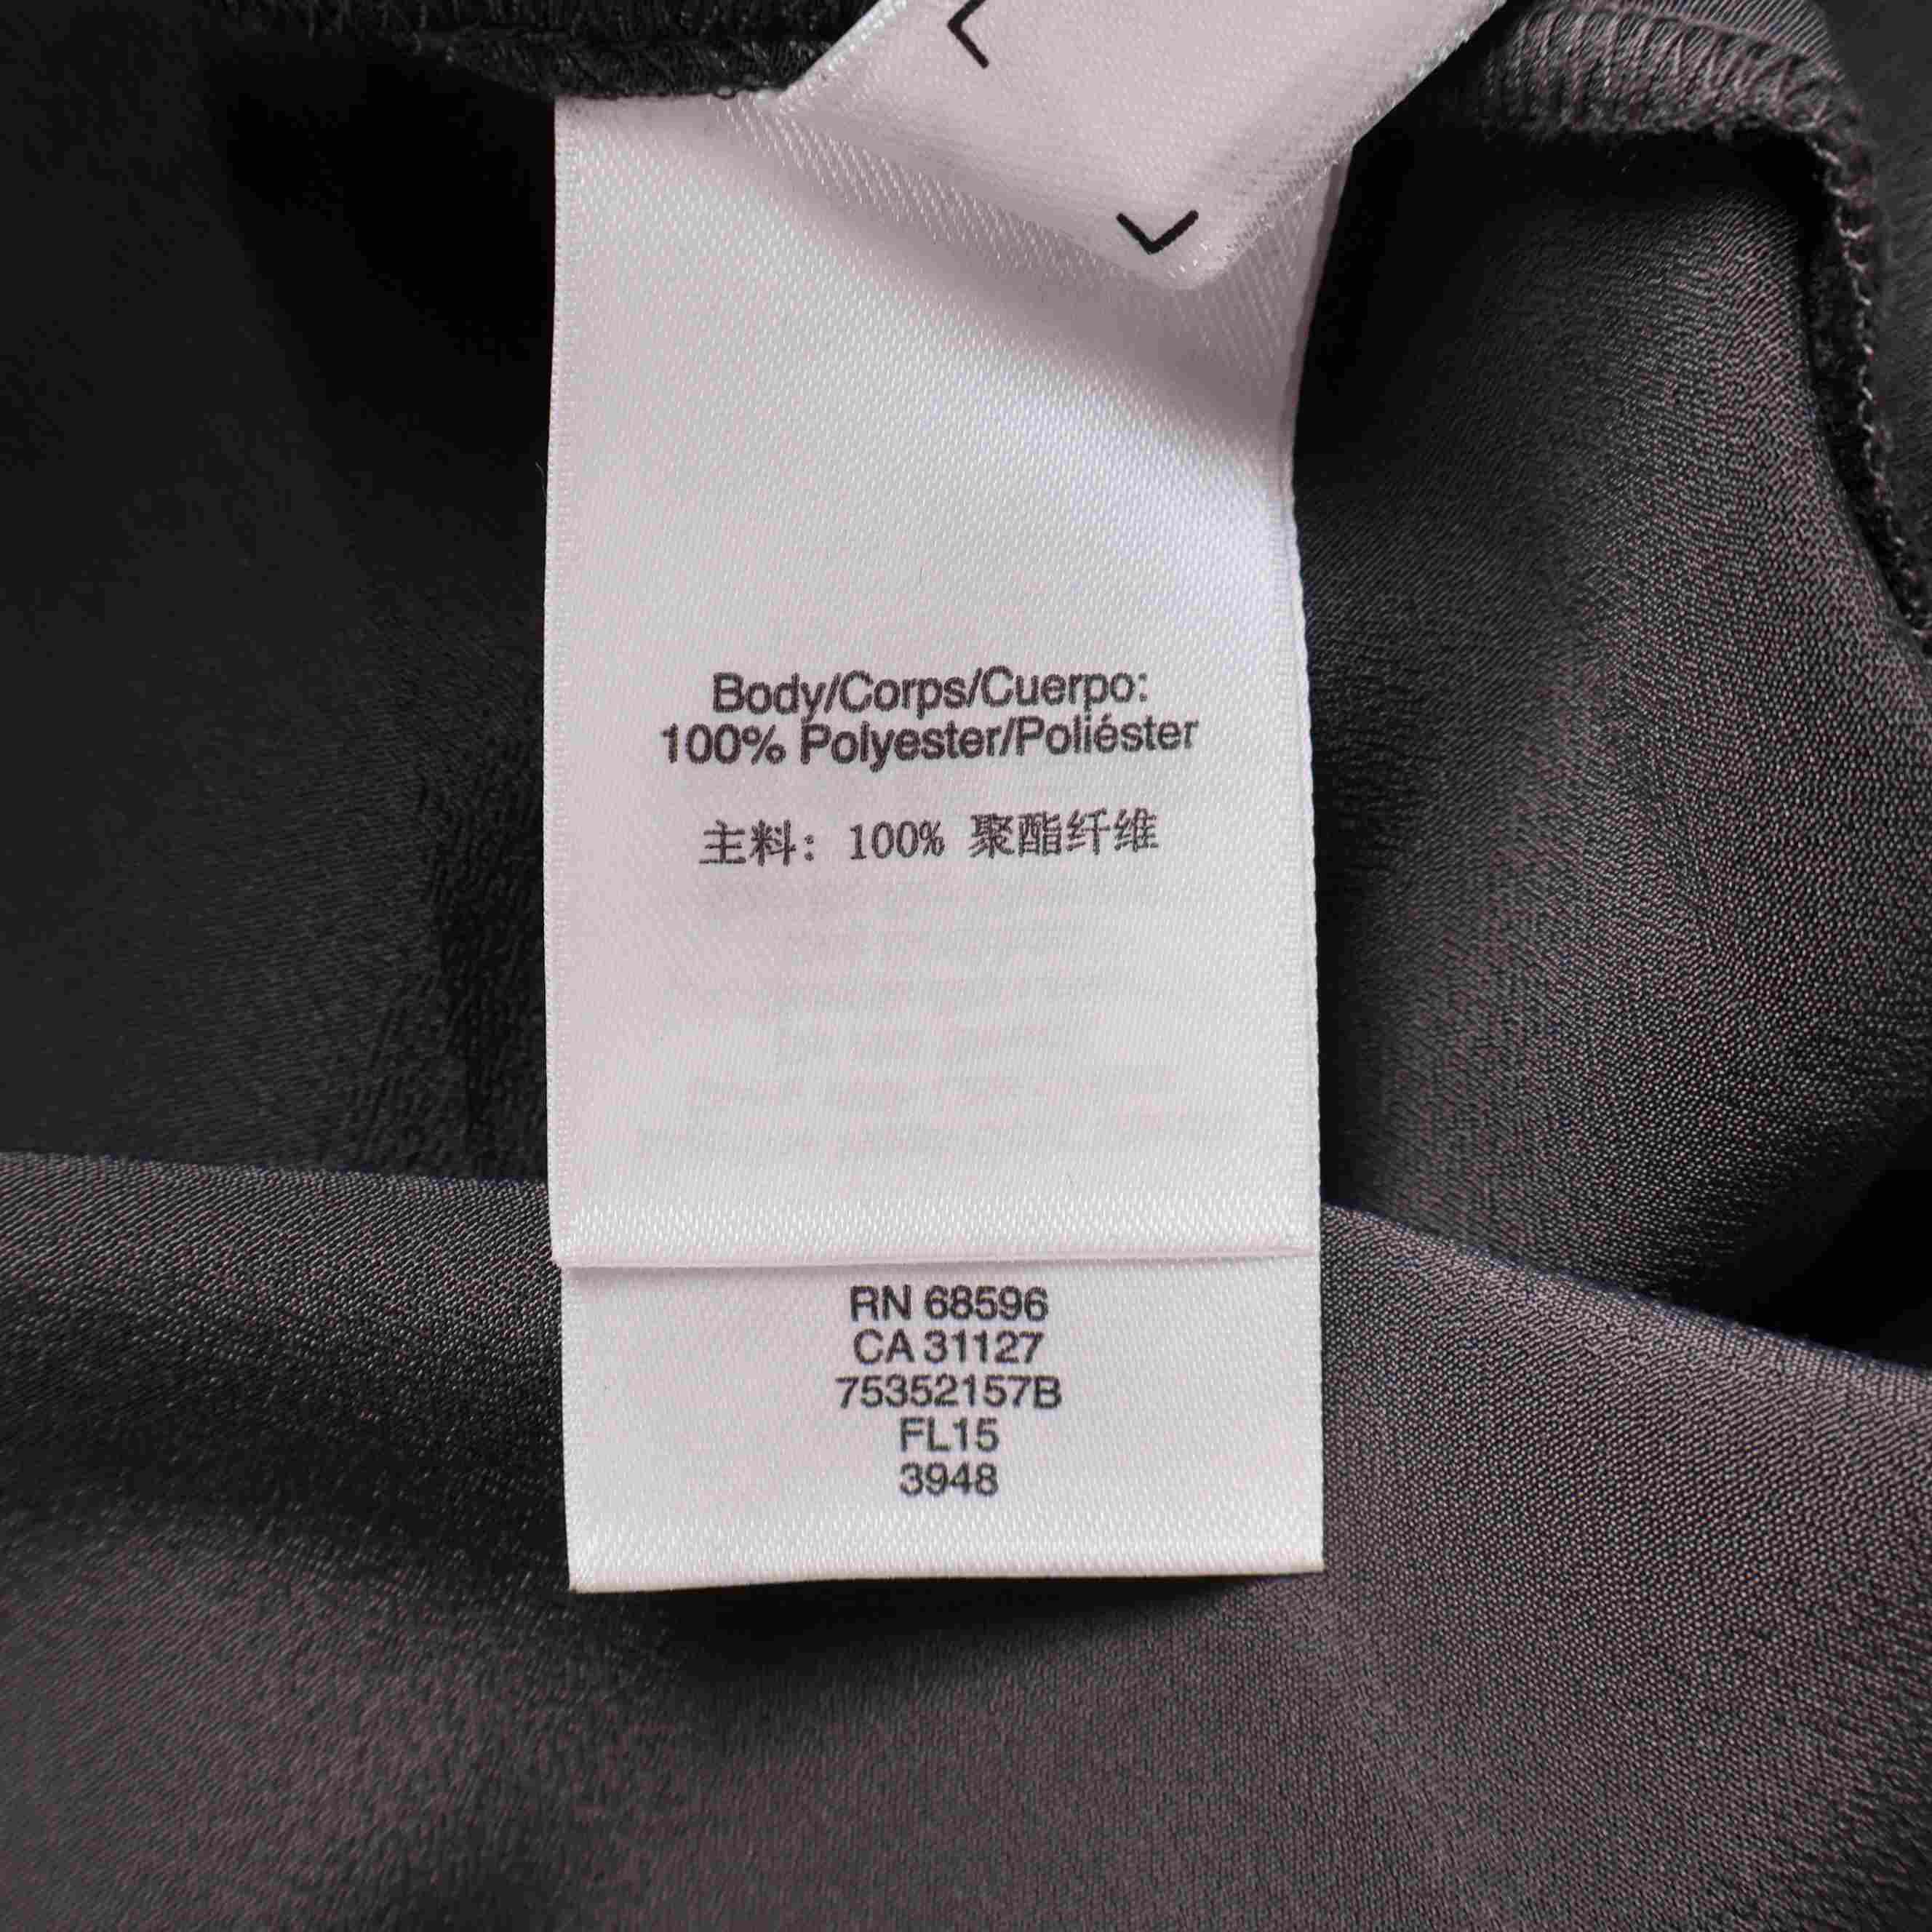 Body/Corps/Cuerpo:
100% Polyester/Poliéster
主料: 100% 聚酯纤维
RN 68596
CA 31127
75352157B
FL15
3948